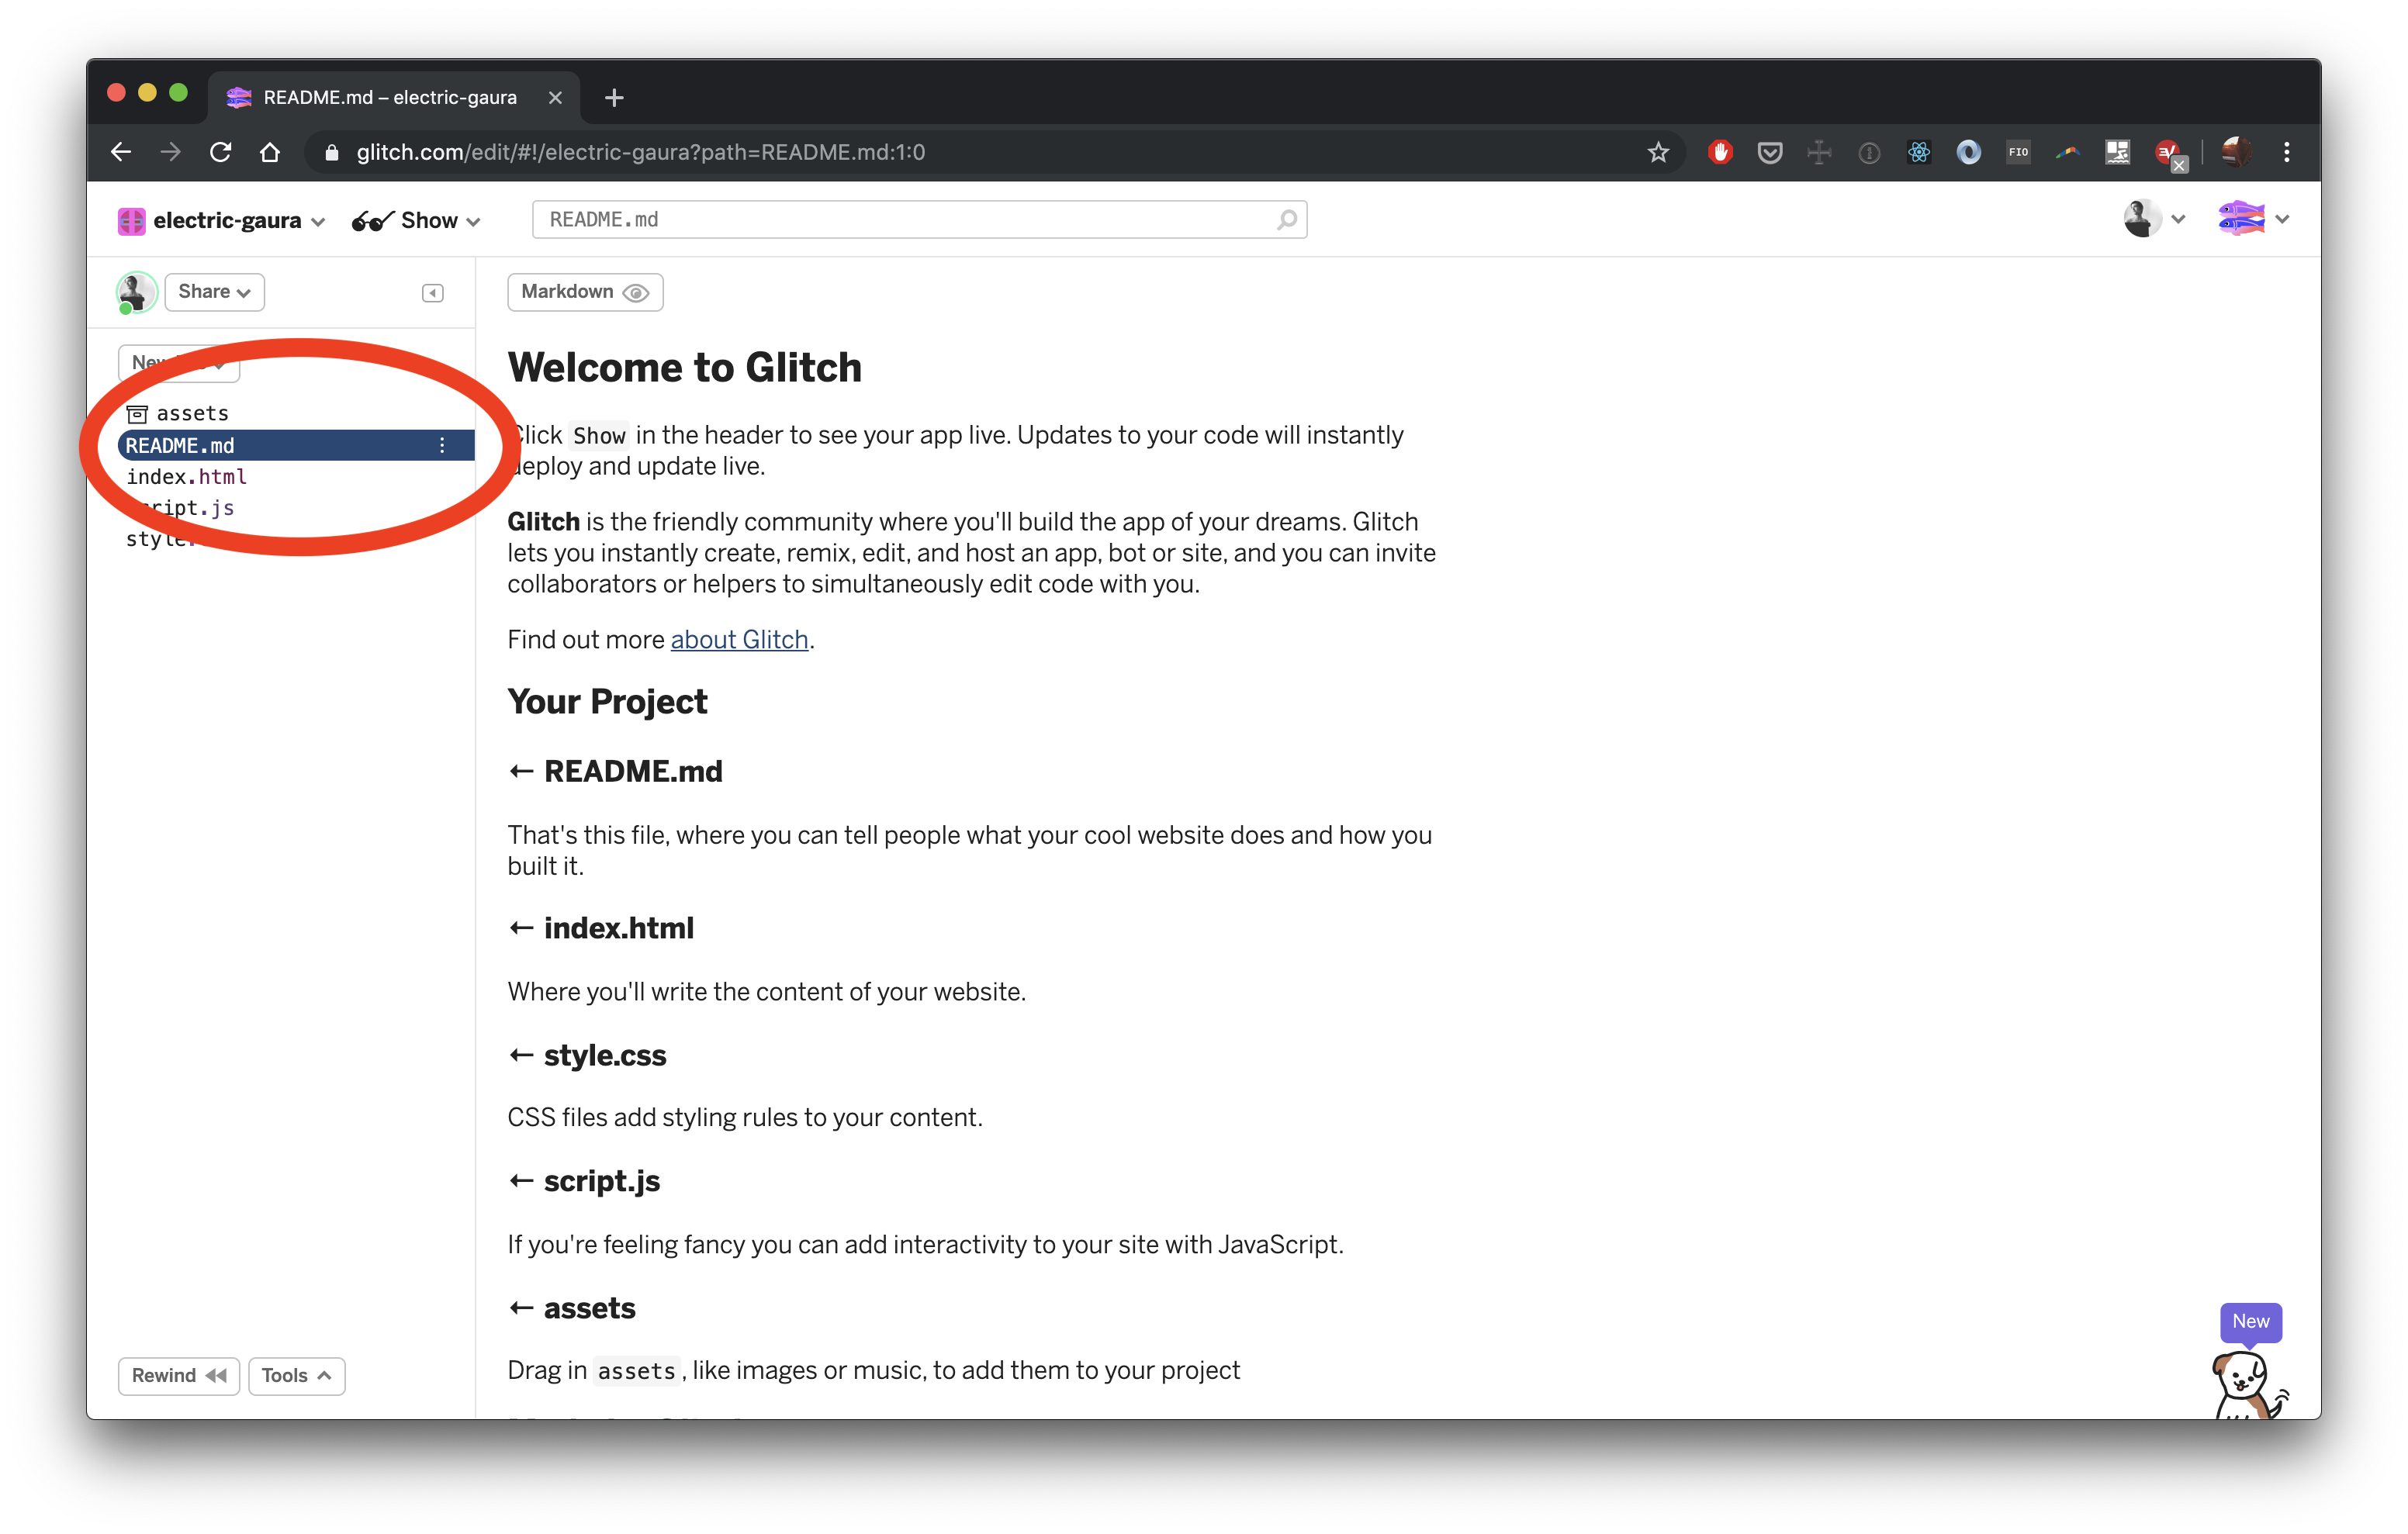 README.md – electric-gaura
glitch.com/edit/#!/electric-gaura?path=README.md:1:0
FIO
electric-gaura
Show
README.md
Share
Markdown
assets
README.md
index.html
script.js
style.
Welcome to Glitch
Click Show in the header to see your app live. Updates to your code will instantly
deploy and update live.
Glitch is the friendly community where you'll build the app of your dreams. Glitch
lets you instantly create, remix, edit, and host an app, bot or site, and you can invite
collaborators or helpers to simultaneously edit code with you.
Find out more about Glitch.
Your Project
← README.md
That's this file, where you can tell people what your cool website does and how you
built it.
← index.html
Where you'll write the content of your website.
← style.css
CSS files add styling rules to your content.
← script.js
If you're feeling fancy you can add interactivity to your site with JavaScript.
← assets
Drag in assets, like images or music, to add them to your project
Rewind
Tools
New